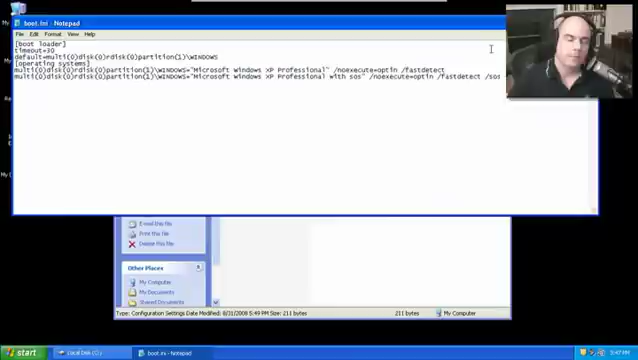 boot.ini - Notepad
File Edit Format View Help
[boot loader]
timeout=30
default=multi(0)disk(0)rdisk(0)partition(1)\WINDOWS
[operating systems]
multi(0)disk(0)rdisk(0)partition(1)\WINDOWS="Microsoft Windows XP Professional" /noexecute=optin /fastdetect
multi(0)disk(0)rdisk(0)partition(1)\WINDOWS="Microsoft Windows XP Professional with sos" /noexecute=optin /fastdetect /sos
E-mail this file
Print this file
Delete this file
Other Places
My Computer
My Documents
Shared Documents
Type: Configuration Settings Date Modified: 8/31/2008 5:49 PM Size: 211 bytes
211 bytes
My Computer
start
Local Disk (C:)
boot.ini - Notepad
5:47 PM